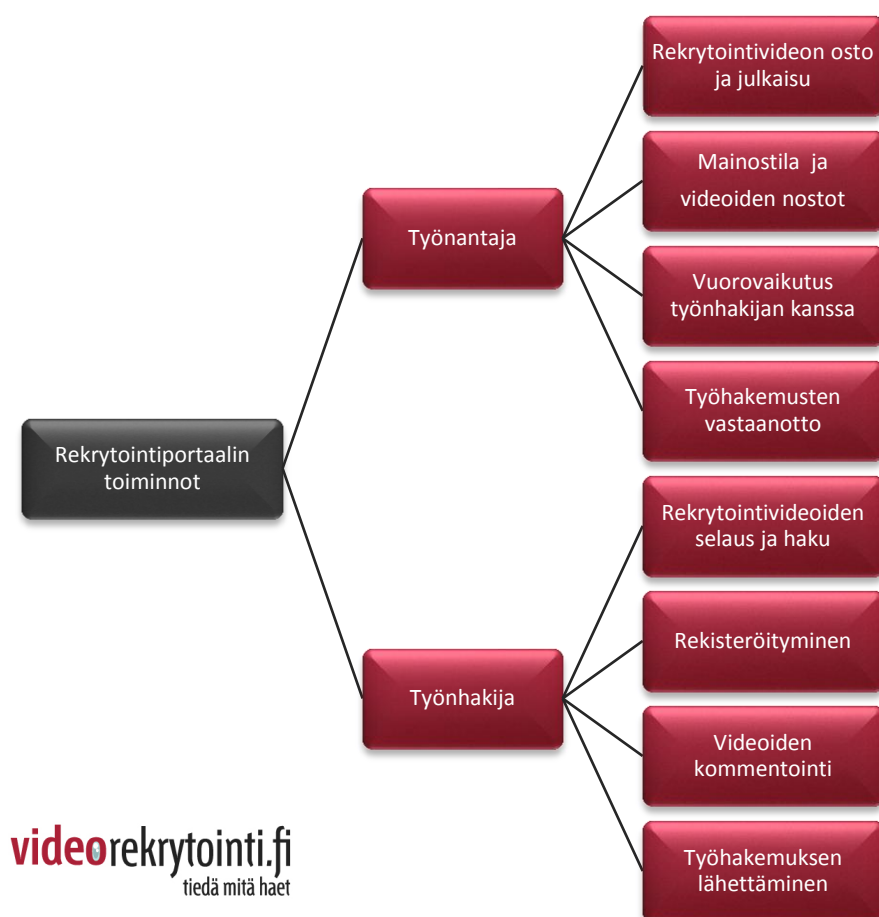 Rekrytointiportaalin
toiminnot
Työnantaja
Rekrytointivideon osto
ja julkaisu
Mainostila ja
videoiden nostot
Vuorovaikutus
työnhakijan kanssa
Työhakemusten
vastaanotto
Työnhakija
Rekrytointivideoiden
selaus ja haku
Rekisteröityminen
Videoiden
kommentointi
Työhakemuksen
lähettäminen
videorekrytointi.fi
tiedä mitä haet